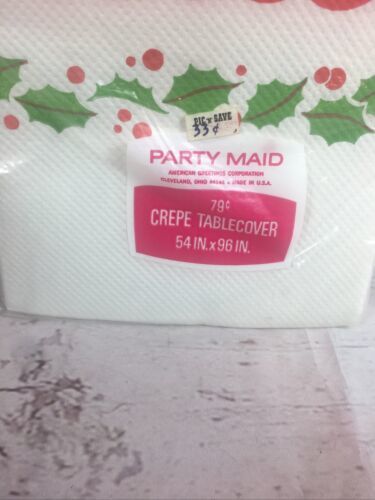 PIC 'N' SAVE
33¢
PARTY MAID
AMERICAN GREETINGS CORPORATION
CLEVELAND, OHIO 44144 • MADE IN U.S.A.
79¢
CREPE TABLECOVER
54 IN. x 96 IN.